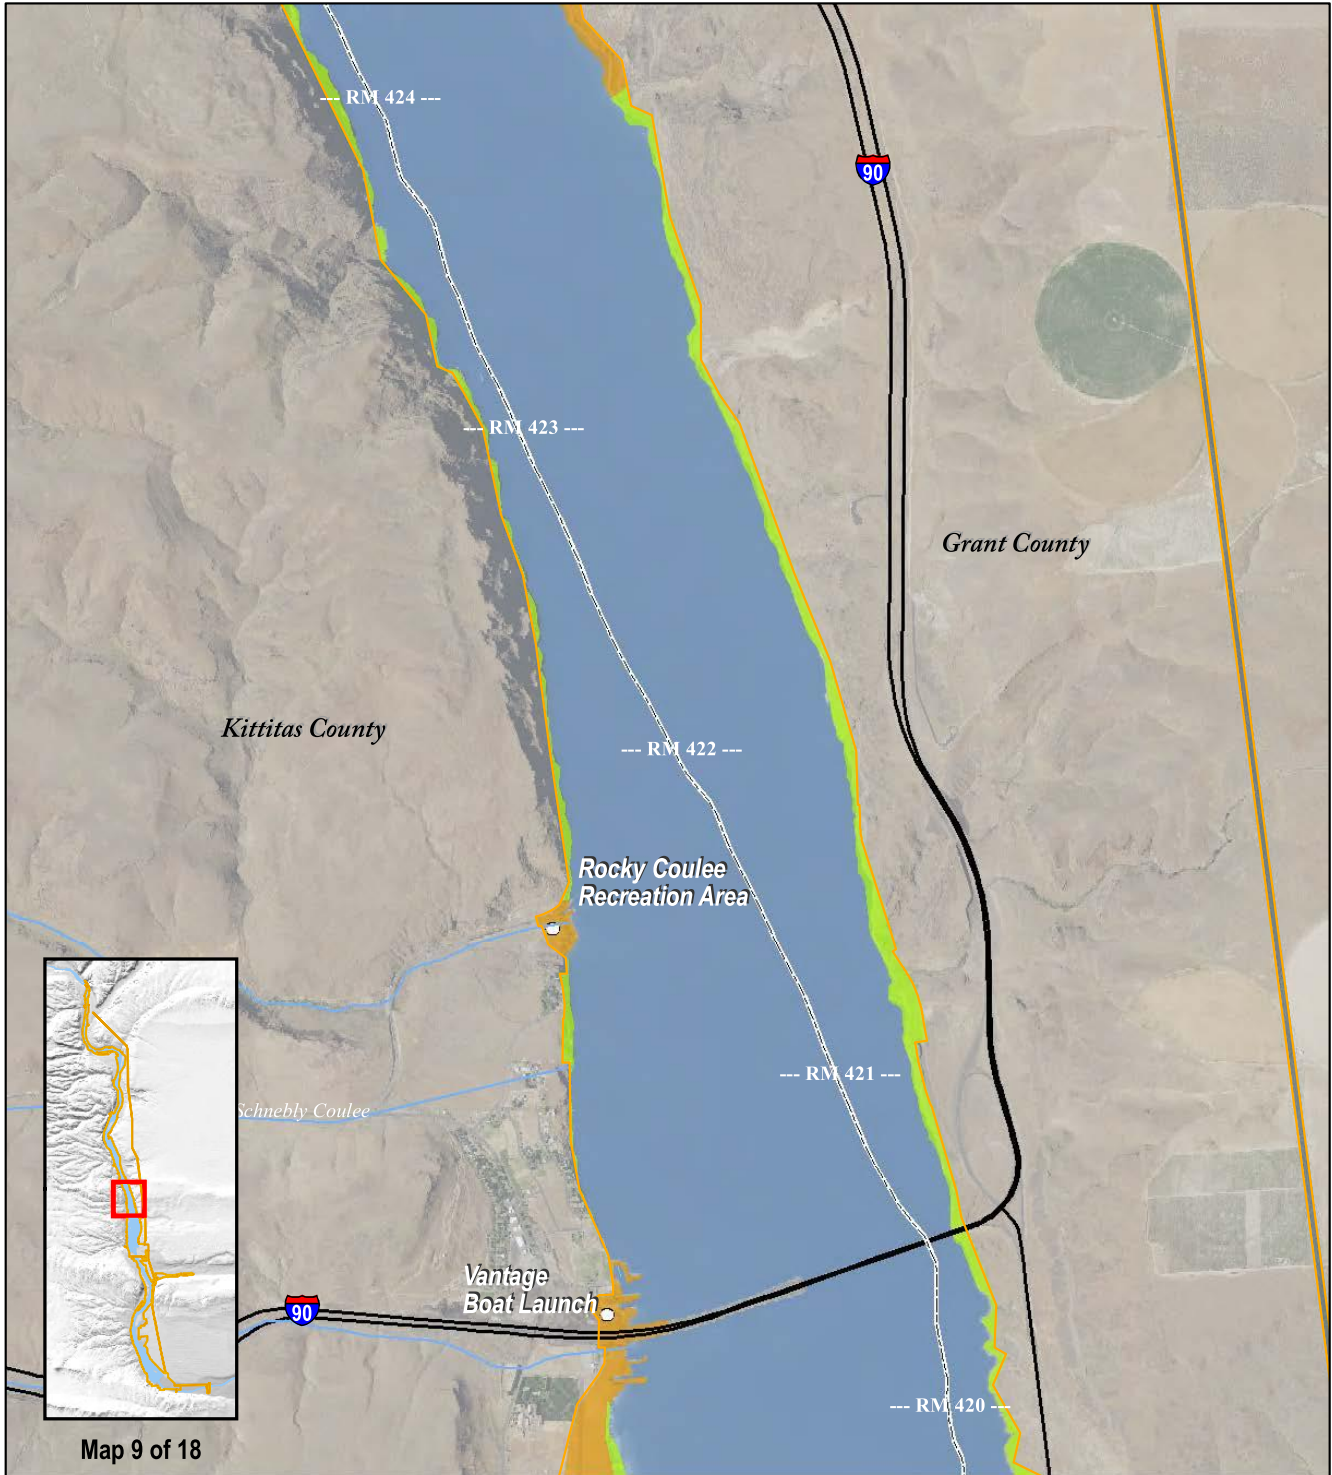 --- RM 424 ---
90
--- RM 423 ---
Grant County
Kittitas County
--- RM 422 ---
Rocky Coulee
Recreation Area
--- RM 421 ---
Schnebly Coulee
Vantage
Boat Launch
90
--- RM 420 ---
Map 9 of 18